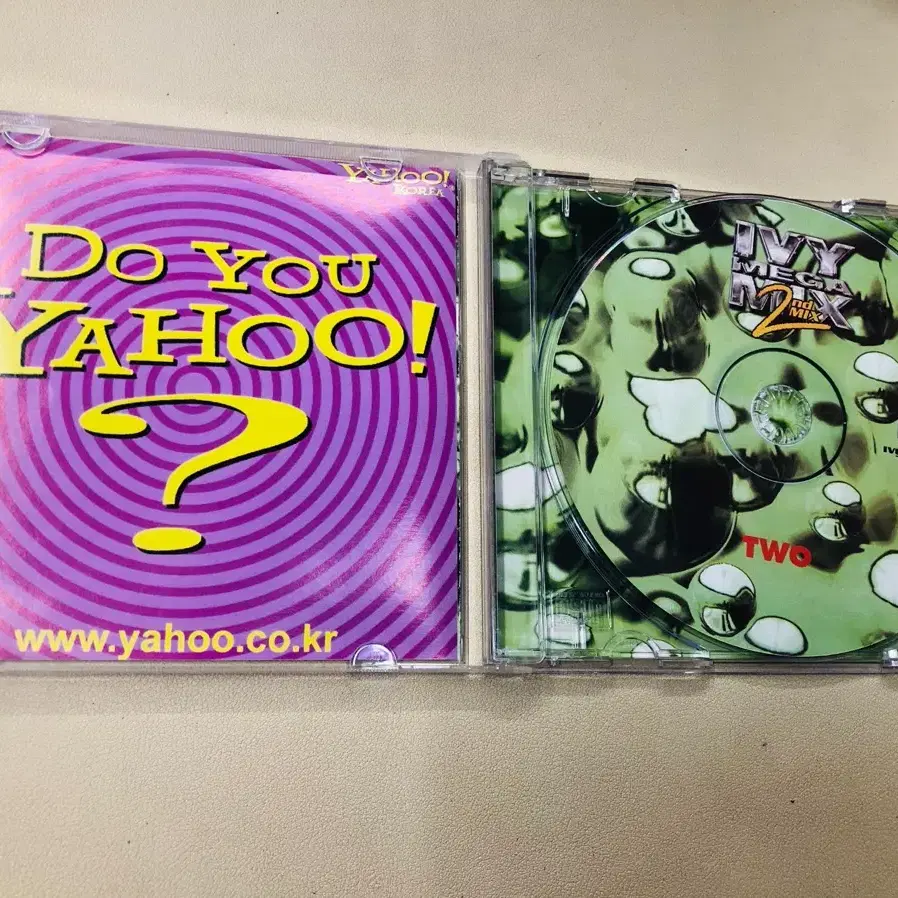 YAHOO!
KOREA
DO YOU
YAHOO!
?
www.yahoo.co.kr
IVY
MEGA
MIX
2nd
MIX
TWO